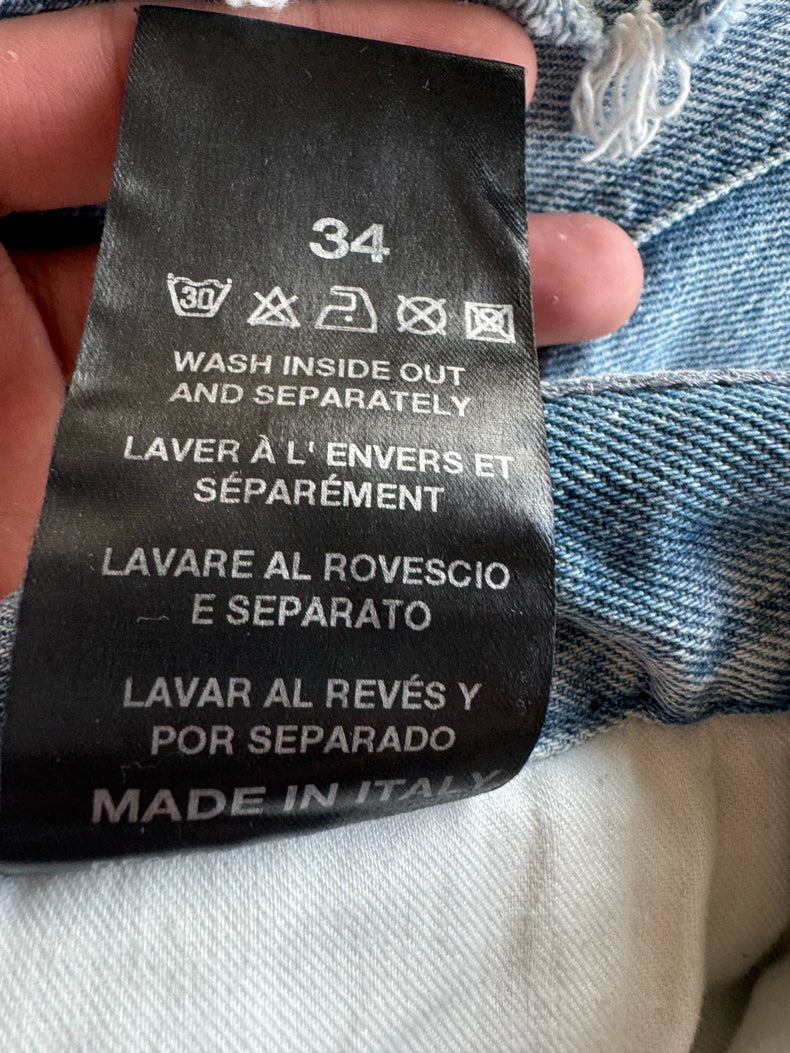 34
30
WASH INSIDE OUT
AND SEPARATELY
LAVER À L' ENVERS ET
SÉPARÉMENT
LAVARE AL ROVESCIO
E SEPARATO
LAVAR AL REVÉS Y
POR SEPARADO
MADE IN ITALY